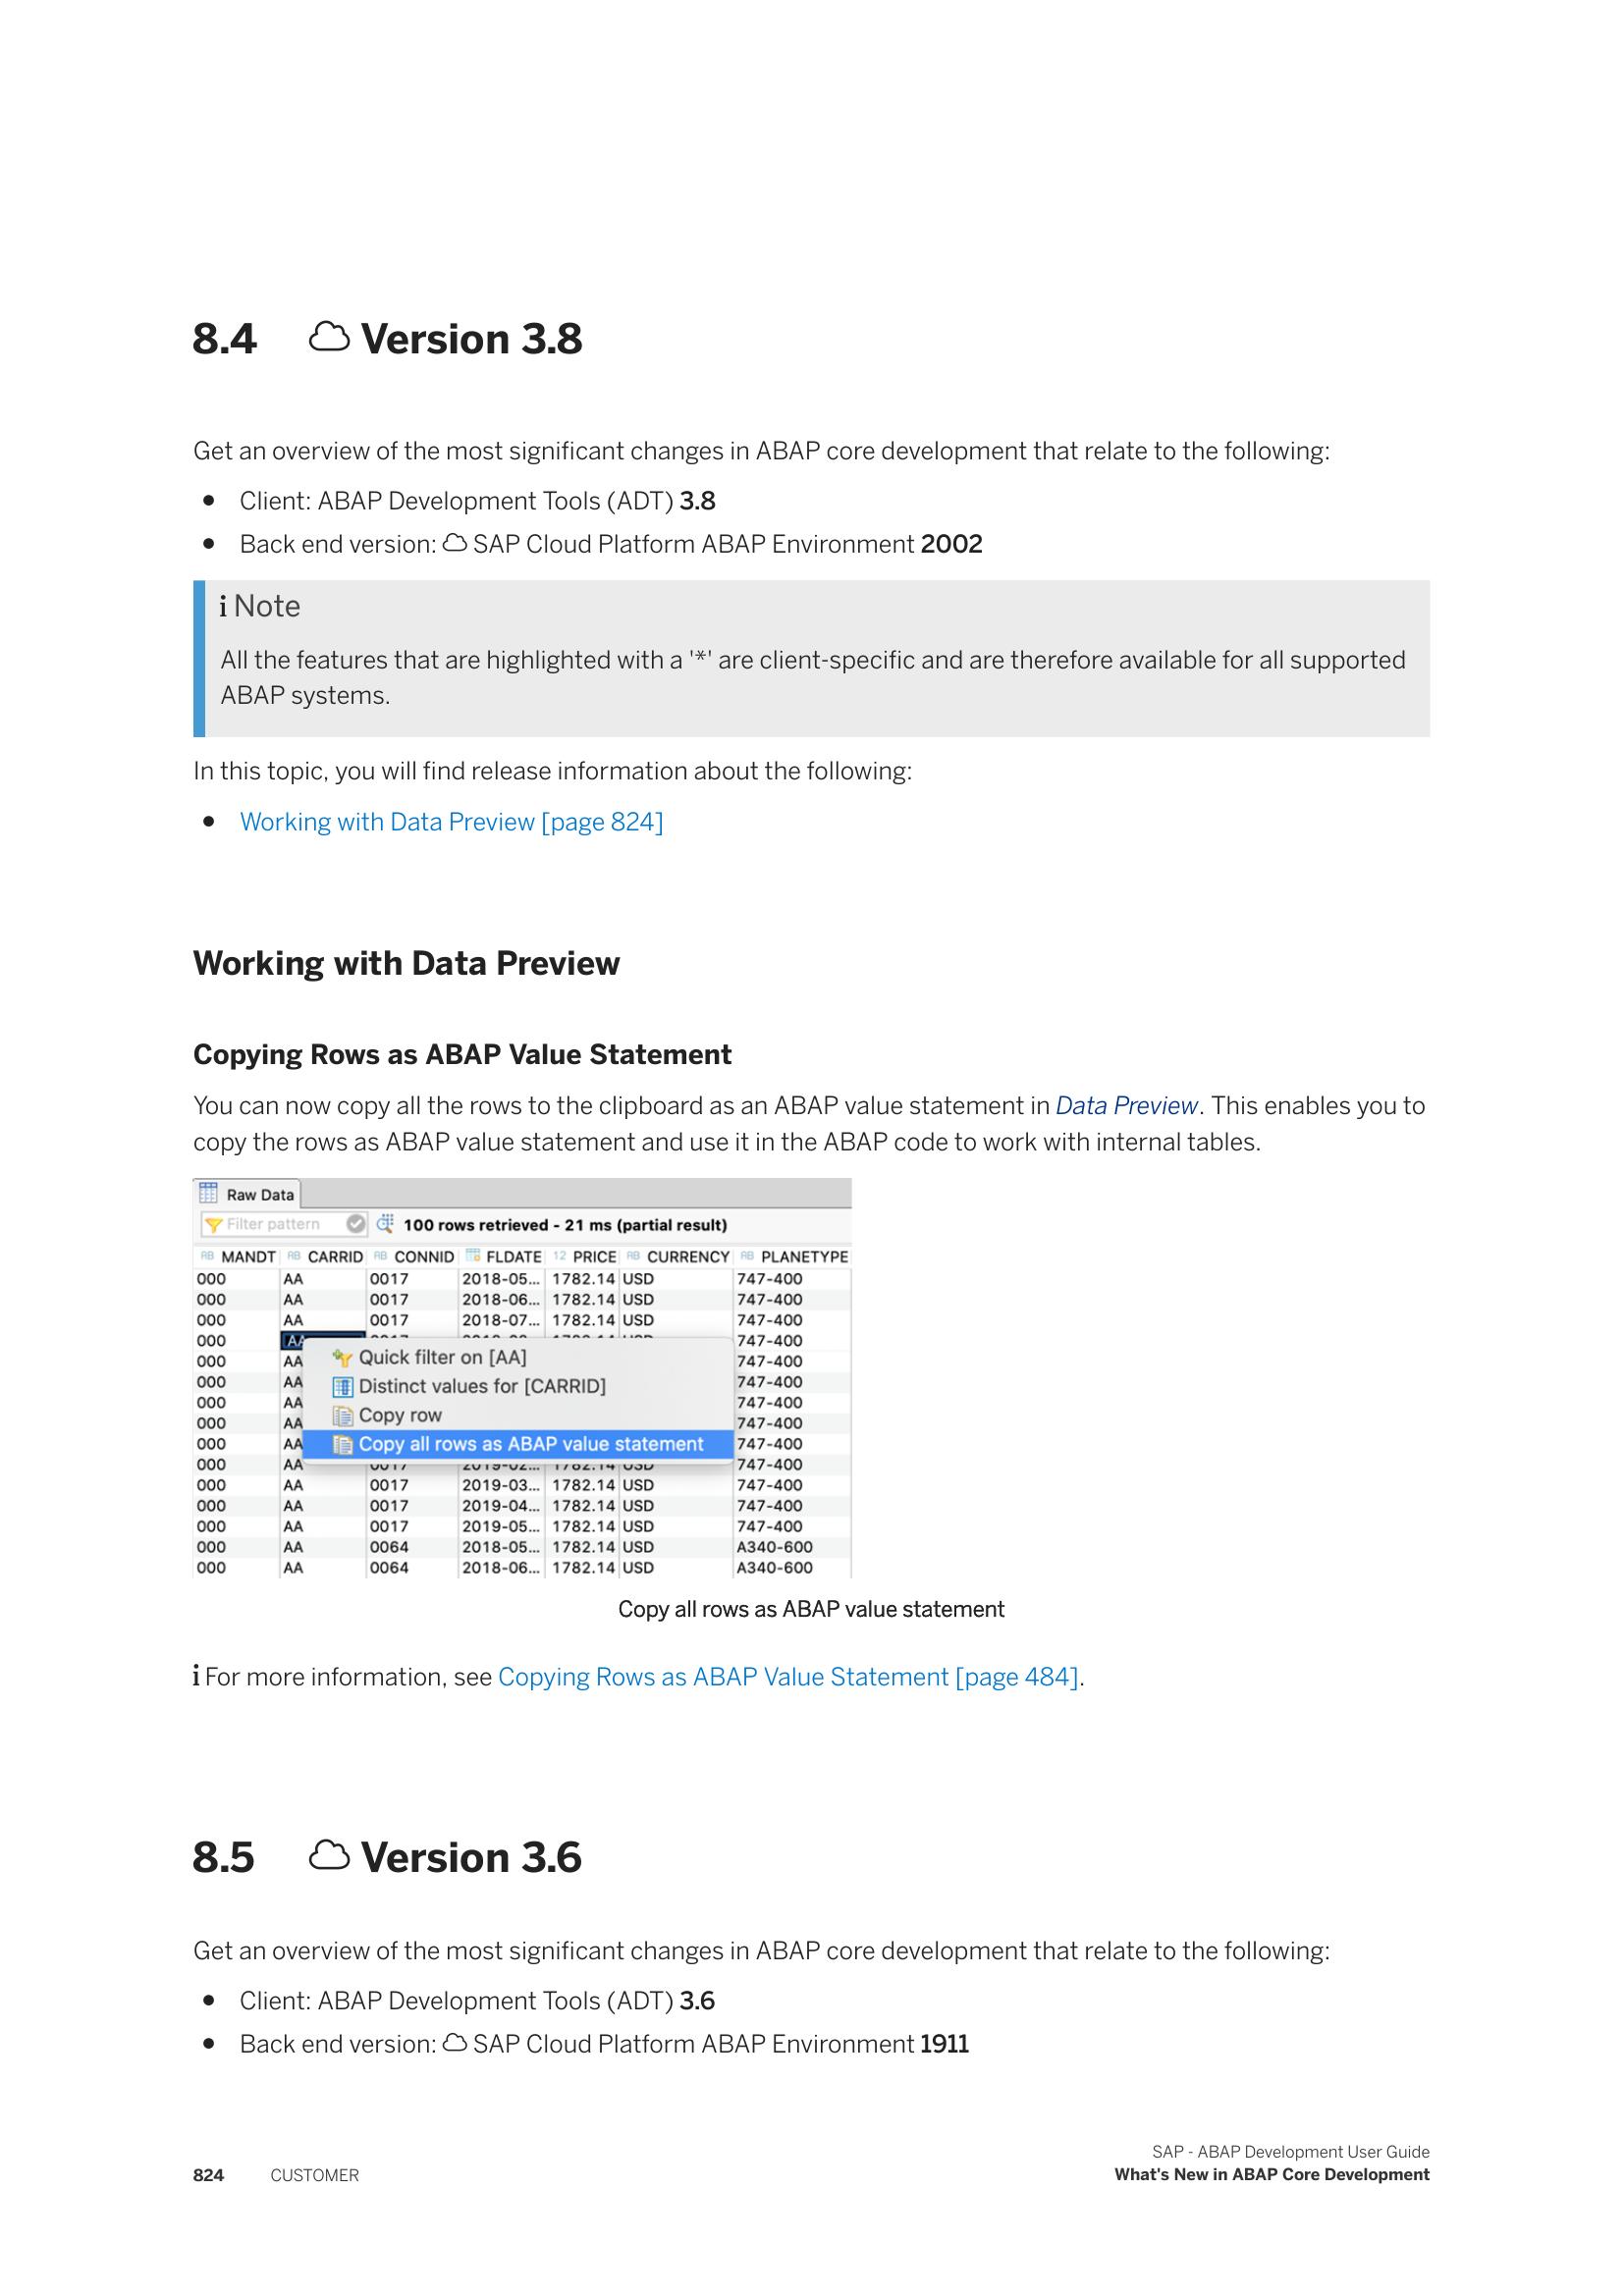 8.4 Version 3.8
Get an overview of the most significant changes in ABAP core development that relate to the following:
• Client: ABAP Development Tools (ADT) 3.8
• Back end version: SAP Cloud Platform ABAP Environment 2002
i Note
All the features that are highlighted with a '*' are client-specific and are therefore available for all supported
ABAP systems.
In this topic, you will find release information about the following:
• Working with Data Preview [page 824]
Working with Data Preview
Copying Rows as ABAP Value Statement
You can now copy all the rows to the clipboard as an ABAP value statement in Data Preview. This enables you to
copy the rows as ABAP value statement and use it in the ABAP code to work with internal tables.
Raw Data
Filter pattern 100 rows retrieved - 21 ms (partial result)
AB MANDT AB CARRID AB CONNID FLDATE 12 PRICE AB CURRENCY AB PLANETYPE
000 AA 0017 2018-05... 1782.14 USD 747-400
000 AA 0017 2018-06... 1782.14 USD 747-400
000 AA 0017 2018-07... 1782.14 USD 747-400
000 AA 747-400
000 AA 747-400
000 AA 747-400
000 AA 747-400
000 AA 747-400
000 AA 747-400
000 AA 0017 2019-02... 1782.14 USD 747-400
000 AA 0017 2019-03... 1782.14 USD 747-400
000 AA 0017 2019-04... 1782.14 USD 747-400
000 AA 0017 2019-05... 1782.14 USD 747-400
000 AA 0064 2018-05... 1782.14 USD A340-600
000 AA 0064 2018-06... 1782.14 USD A340-600
Quick filter on [AA]
Distinct values for [CARRID]
Copy row
Copy all rows as ABAP value statement
Copy all rows as ABAP value statement
i For more information, see Copying Rows as ABAP Value Statement [page 484].
8.5 Version 3.6
Get an overview of the most significant changes in ABAP core development that relate to the following:
• Client: ABAP Development Tools (ADT) 3.6
• Back end version: SAP Cloud Platform ABAP Environment 1911
SAP - ABAP Development User Guide
824 CUSTOMER What's New in ABAP Core Development